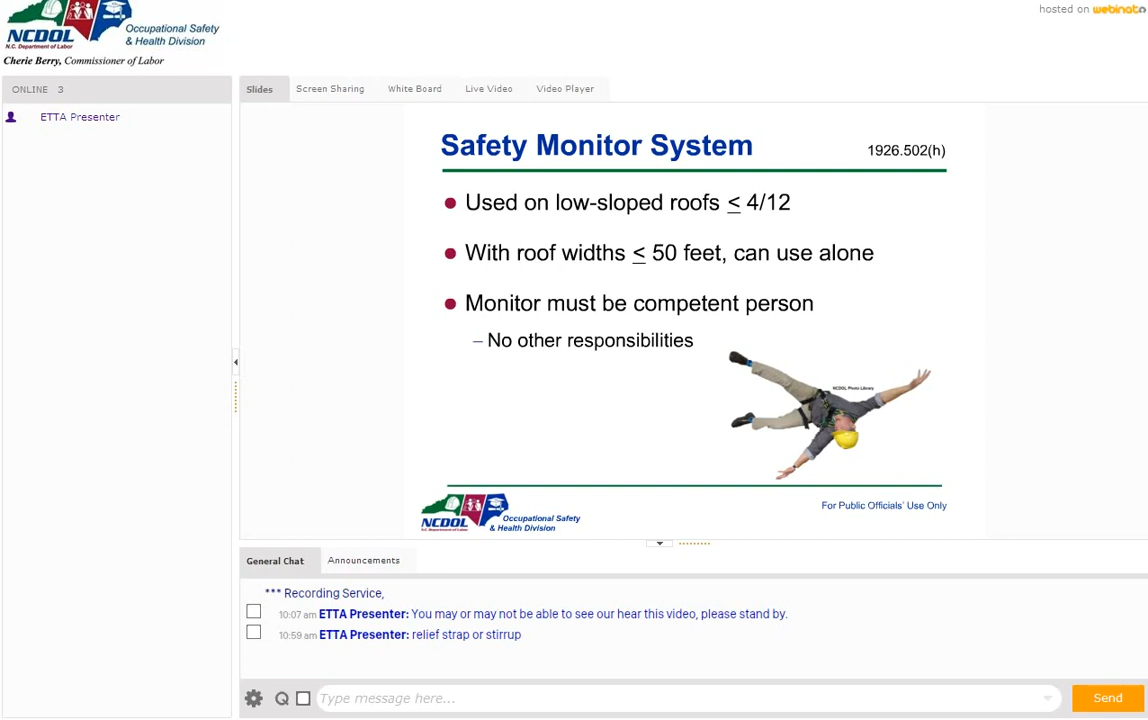 hosted on webinato
NCDOL
N.C. Department of Labor
Occupational Safety
& Health Division
Cherie Berry, Commissioner of Labor
ONLINE 3
ETTA Presenter
Slides Screen Sharing White Board Live Video Video Player
Safety Monitor System
1926.502(h)
Used on low-sloped roofs ≤ 4/12
With roof widths ≤ 50 feet, can use alone
Monitor must be competent person
– No other responsibilities
NCDOL Photo Library
NCDOL
N.C. Department of Labor
Occupational Safety
& Health Division
For Public Officials' Use Only
General Chat Announcements
*** Recording Service,
10:07 am ETTA Presenter: You may or may not be able to see our hear this video, please stand by.
10:59 am ETTA Presenter: relief strap or stirrup
Type message here...
Send